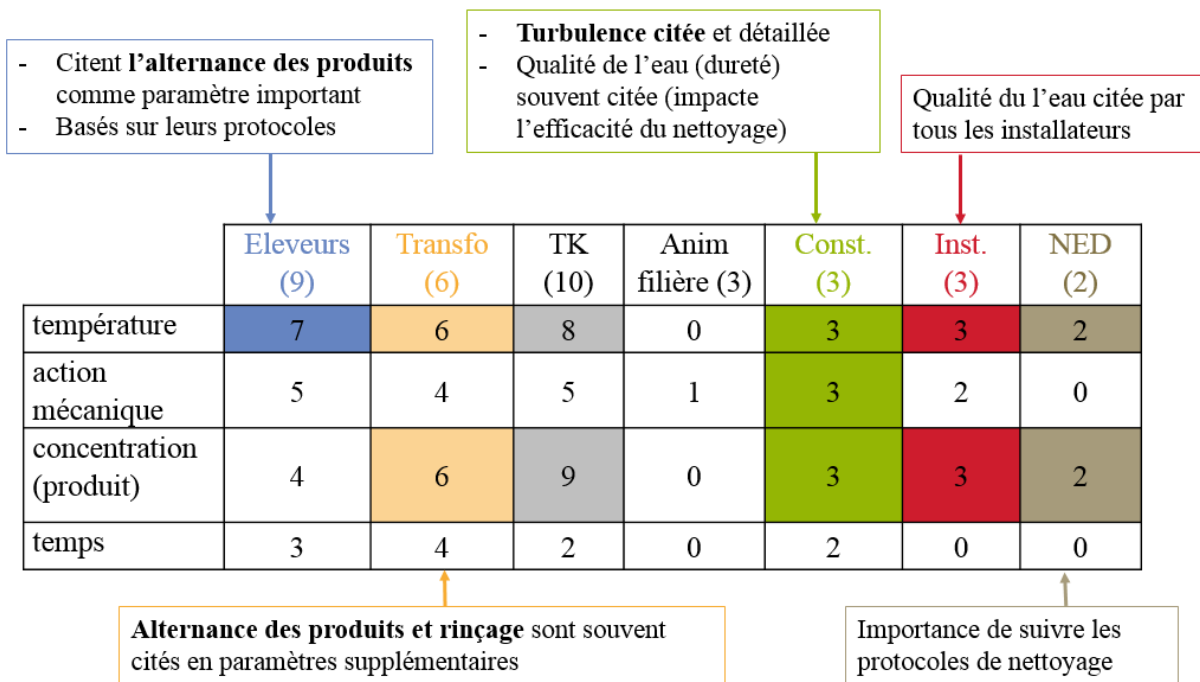 - Citent l’alternance des produits
comme paramètre important
- Basés sur leurs protocoles
- Turbulence citée et détaillée
- Qualité de l’eau (dureté)
souvent citée (impacte
l’efficacité du nettoyage)
Qualité du l’eau citée par
tous les installateurs
Eleveurs (9) Transfo (6) TK (10) Anim filière (3) Const. (3) Inst. (3) NED (2)
température 7 6 8 0 3 3 2
action mécanique 5 4 5 1 3 2 0
concentration (produit) 4 6 9 0 3 3 2
temps 3 4 2 0 2 0 0
Alternance des produits et rinçage sont souvent
cités en paramètres supplémentaires
Importance de suivre les
protocoles de nettoyage